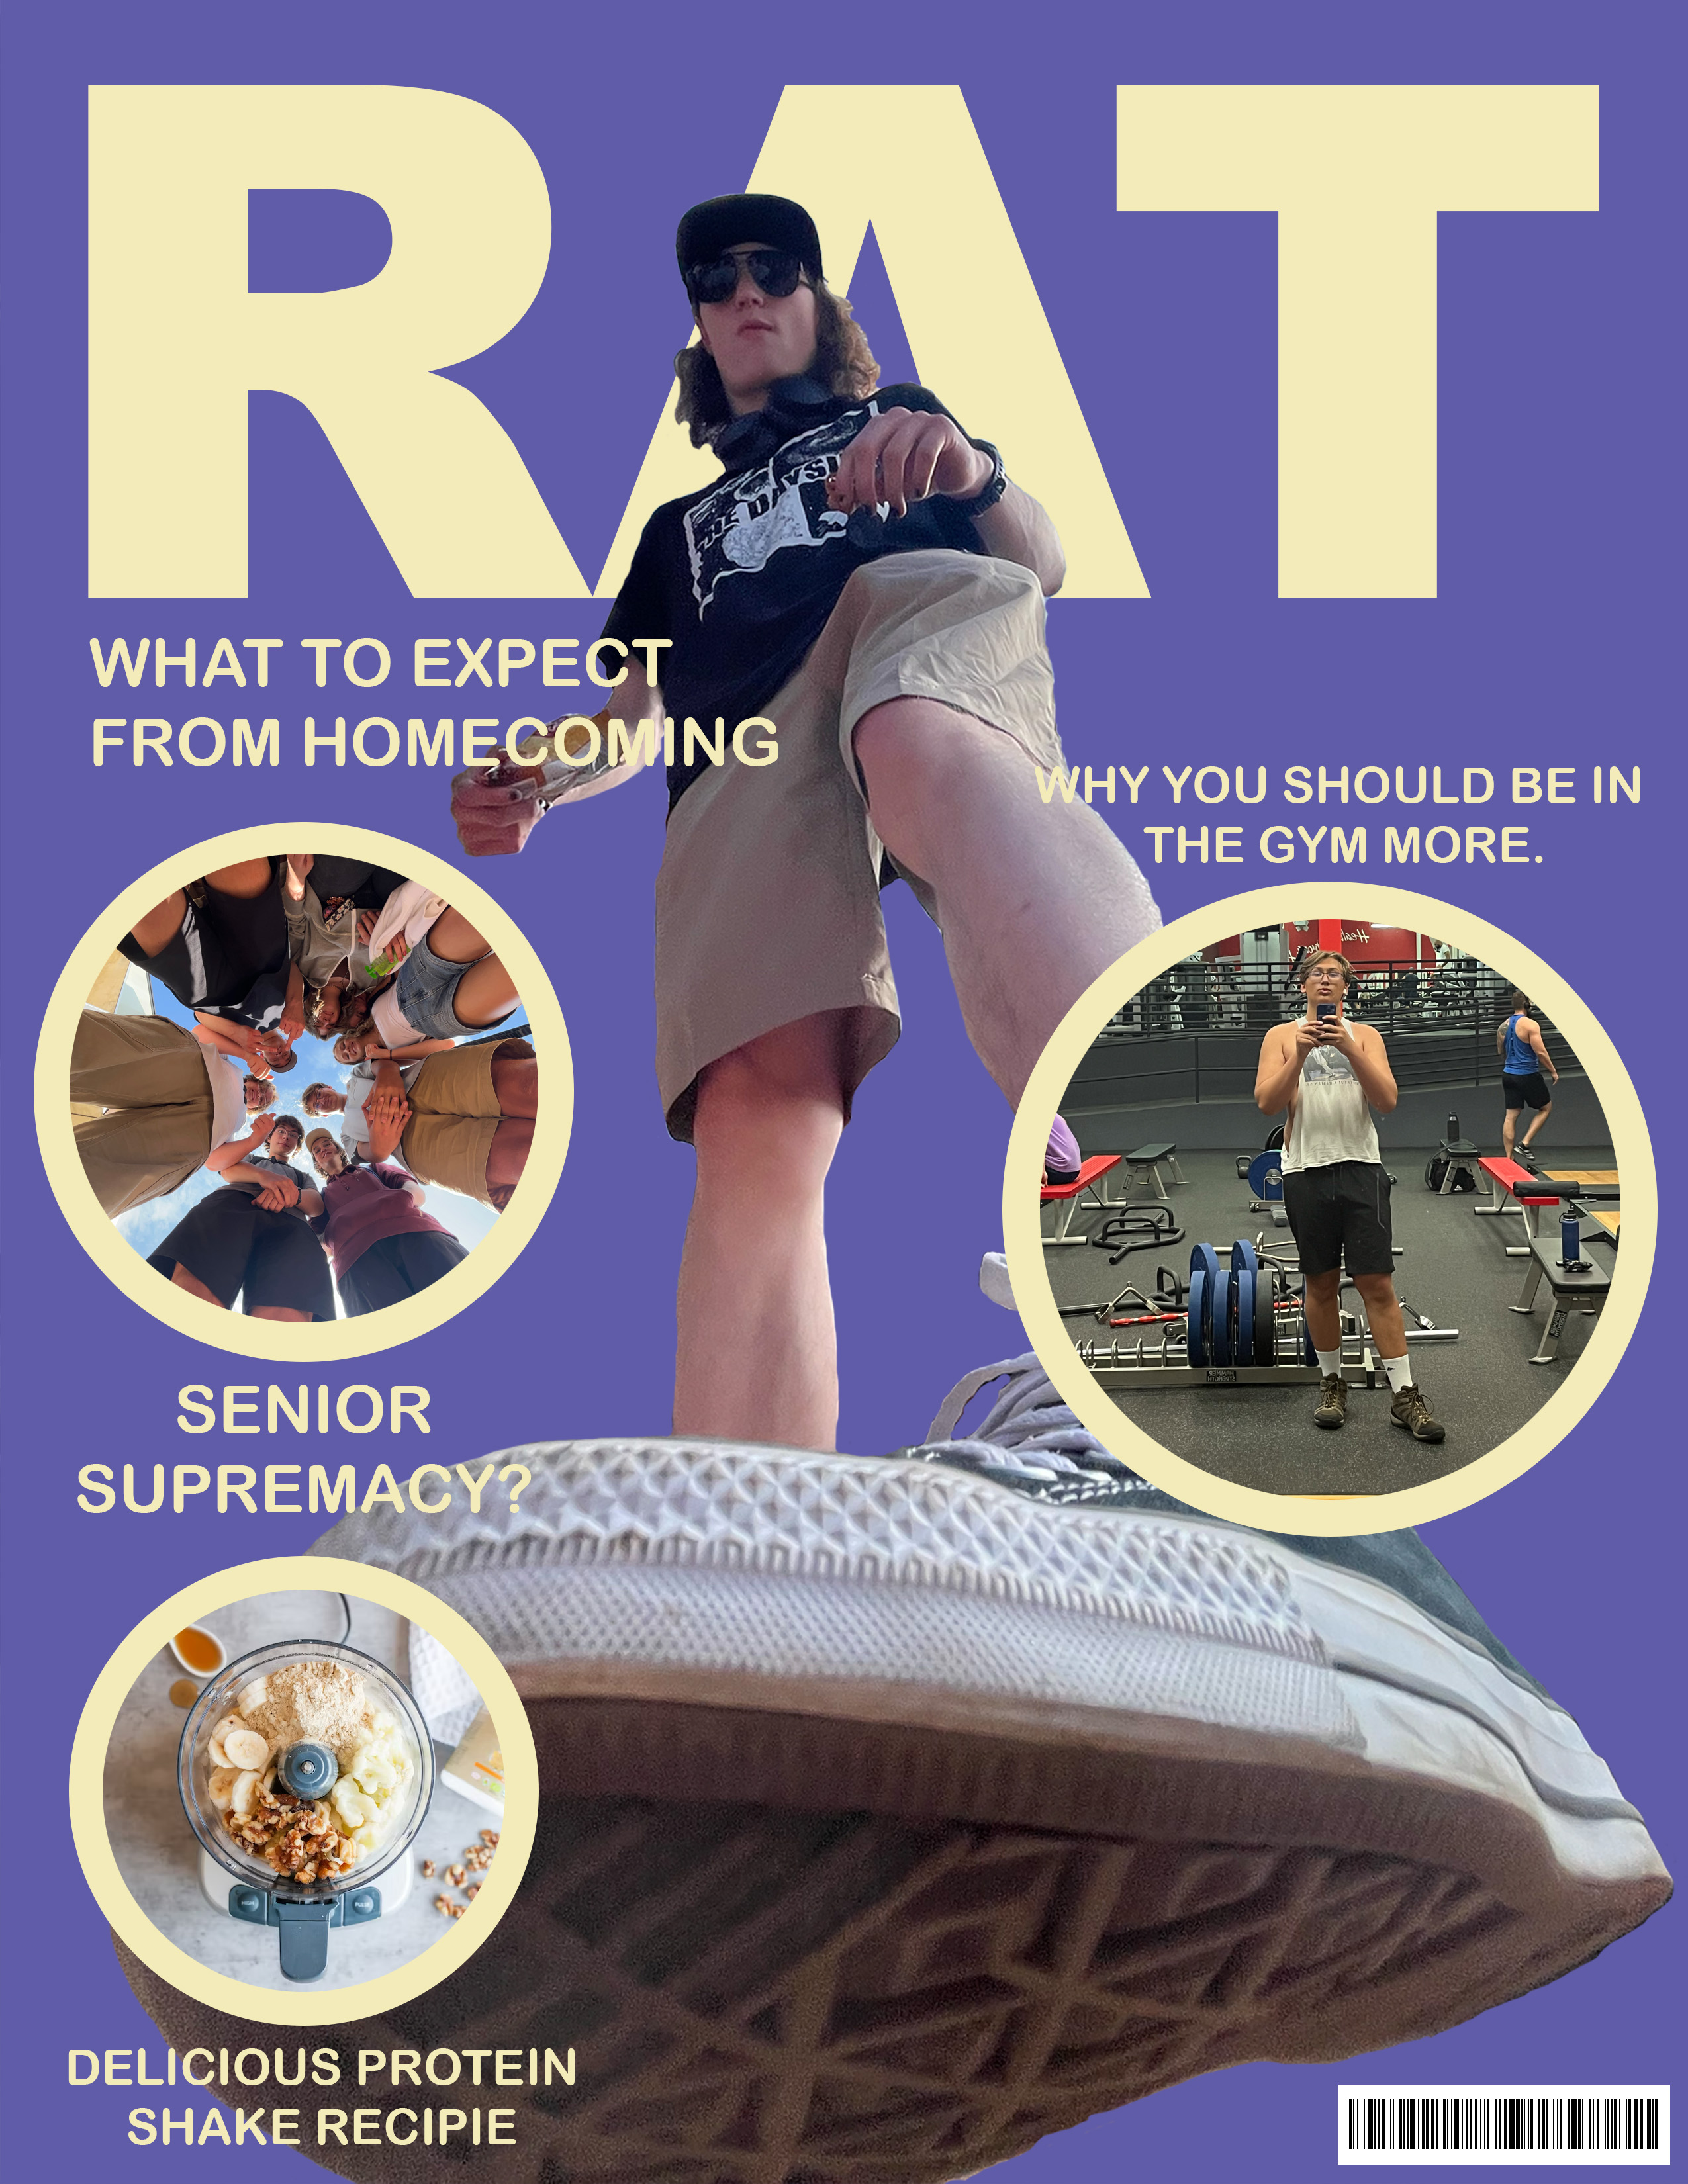 RAT
WHAT TO EXPECT
FROM HOMECOMING
WHY YOU SHOULD BE IN
THE GYM MORE.
SENIOR
SUPREMACY?
DELICIOUS PROTEIN
SHAKE RECIPIE